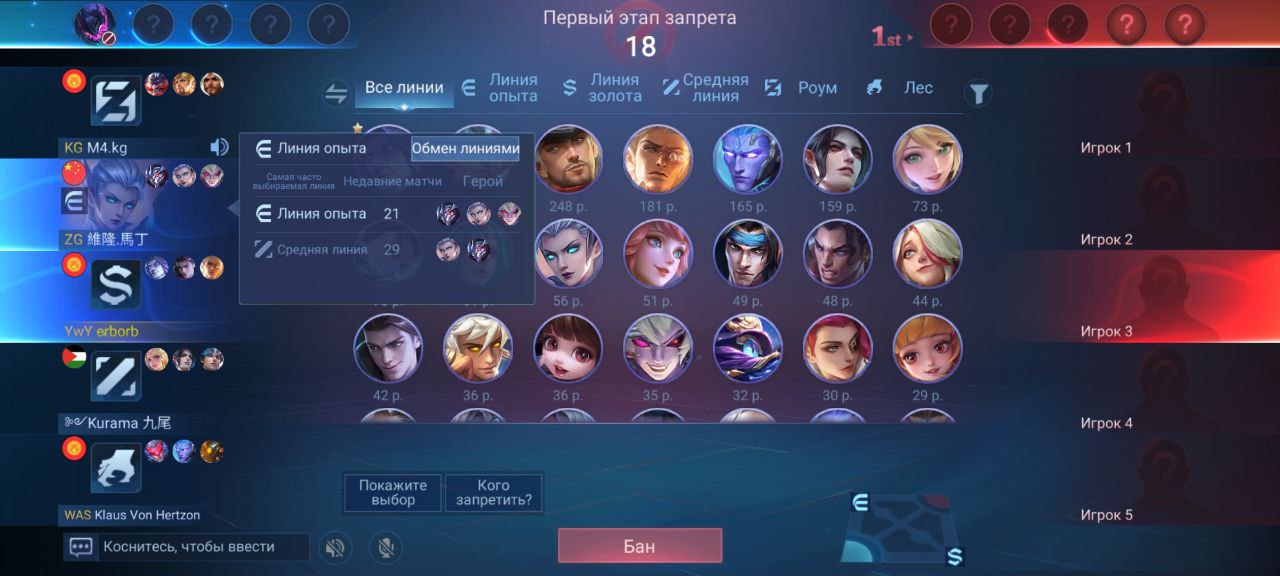 Первый этап запрета
18
1st
Все линии
Линия опыта
Линия золота
Средняя линия
Роум
Лес
KG M4.kg
ZG 維隆.馬丁
YwY erborb
Kurama 九尾
WAS Klaus Von Hertzon
Коснитесь, чтобы ввести
Линия опыта
Обмен линиями
Самая часто выбираемая линия
Недавние матчи
Герой
Линия опыта 21
Средняя линия 29
248 р.
181 р.
165 р.
159 р.
73 р.
56 р.
51 р.
49 р.
48 р.
44 р.
42 р.
36 р.
36 р.
35 р.
32 р.
30 р.
29 р.
Покажите выбор
Кого запретить?
Бан
Игрок 1
Игрок 2
Игрок 3
Игрок 4
Игрок 5